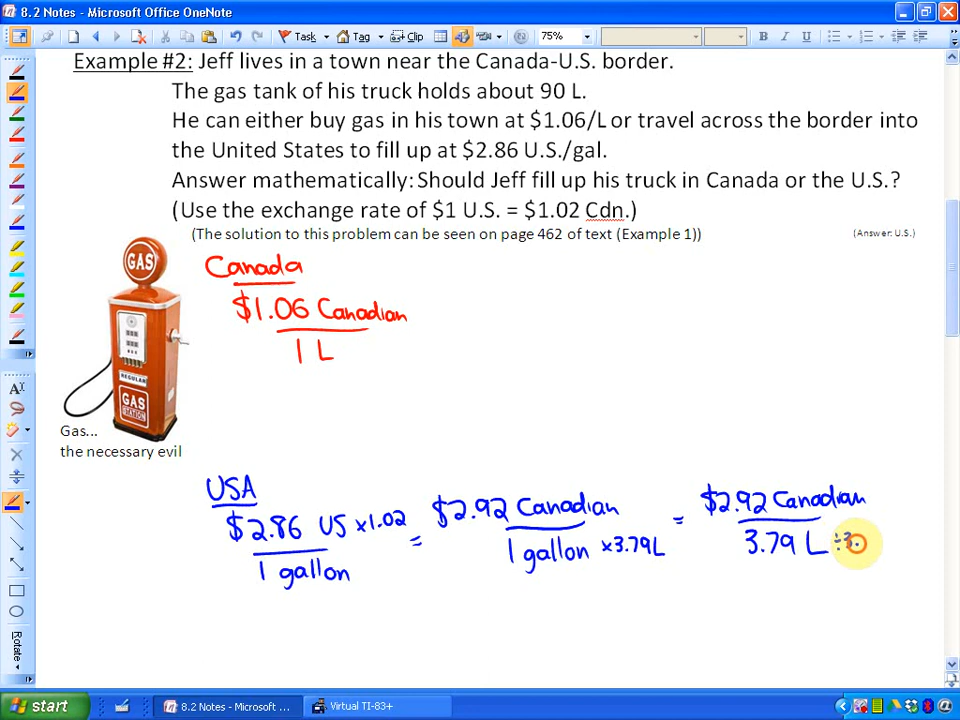 8.2 Notes - Microsoft Office OneNote
Task Tag Clip 75% B I U
Example #2: Jeff lives in a town near the Canada-U.S. border.
The gas tank of his truck holds about 90 L.
He can either buy gas in his town at $1.06/L or travel across the border into
the United States to fill up at $2.86 U.S./gal.
Answer mathematically: Should Jeff fill up his truck in Canada or the U.S.?
(Use the exchange rate of $1 U.S. = $1.02 Cdn.)
(The solution to this problem can be seen on page 462 of text (Example 1)) (Answer: U.S.)
GAS
Canada
$1.06 Canadian
1 L
REGULAR
GAS
STATION
Gas...
the necessary evil
USA
$2.86 US ×1.02 = $2.92 Canadian = $2.92 Canadian
1 gallon 1 gallon ×3.79L 3.79 L ÷3.
Rotate
start 8.2 Notes - Microsoft ... Virtual TI-83+